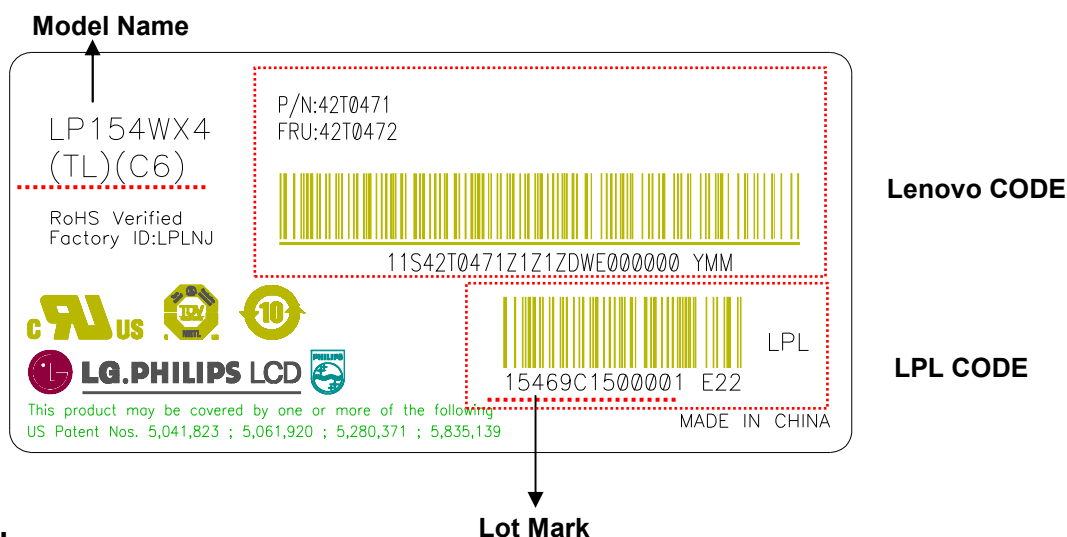 Model Name
LP154WX4
(TL)(C6)
RoHS Verified
Factory ID:LPLNJ
P/N:42T0471
FRU:42T0472
11S42T0471Z1Z1ZDWE000000 YMM
Lenovo CODE
C US
TÜV
10
LG.PHILIPS LCD
PHILIPS
LPL
15469C1500001 E22
LPL CODE
This product may be covered by one or more of the following
US Patent Nos. 5,041,823 ; 5,061,920 ; 5,280,371 ; 5,835,139
MADE IN CHINA
Lot Mark